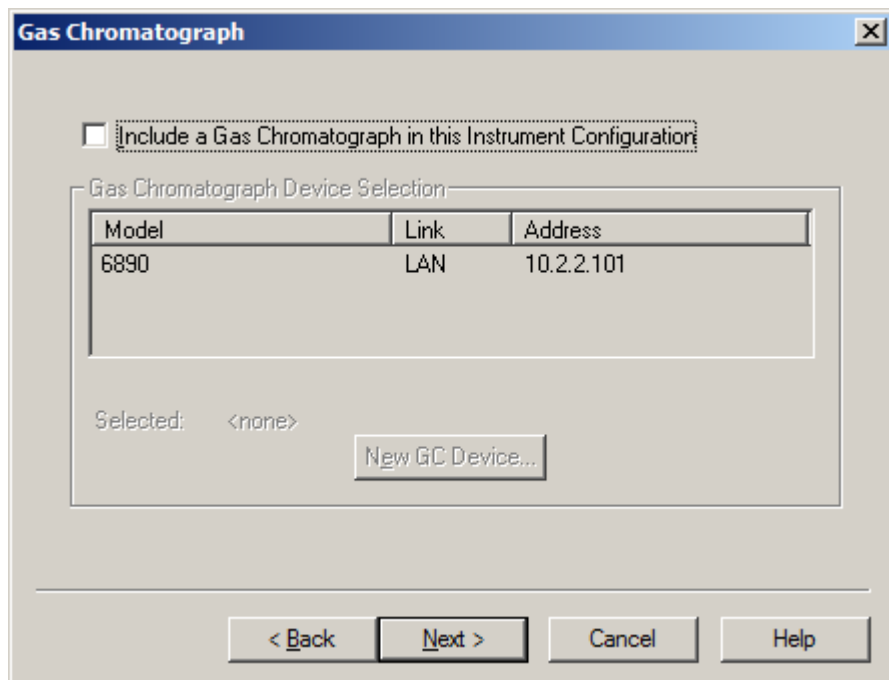 Gas Chromatograph
Include a Gas Chromatograph in this Instrument Configuration
Gas Chromatograph Device Selection
Model Link Address
6890 LAN 10.2.2.101
Selected: <none>
New GC Device...
< Back Next > Cancel Help